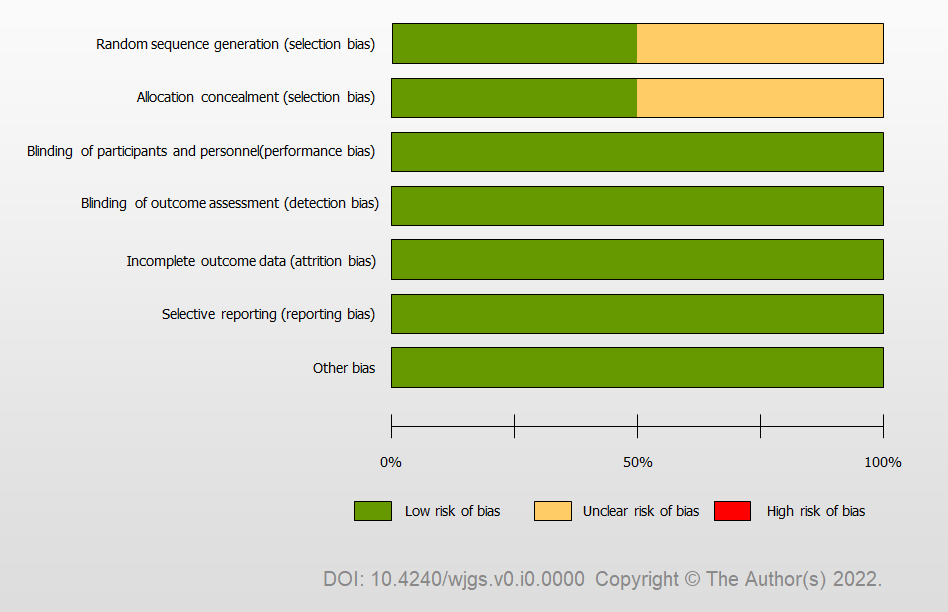 Random sequence generation (selection bias)
Allocation concealment (selection bias)
Blinding of participants and personnel(performance bias)
Blinding of outcome assessment (detection bias)
Incomplete outcome data (attrition bias)
Selective reporting (reporting bias)
Other bias
0% 50% 100%
Low risk of bias Unclear risk of bias High risk of bias
DOI: 10.4240/wjgs.v0.i0.0000 Copyright © The Author(s) 2022.